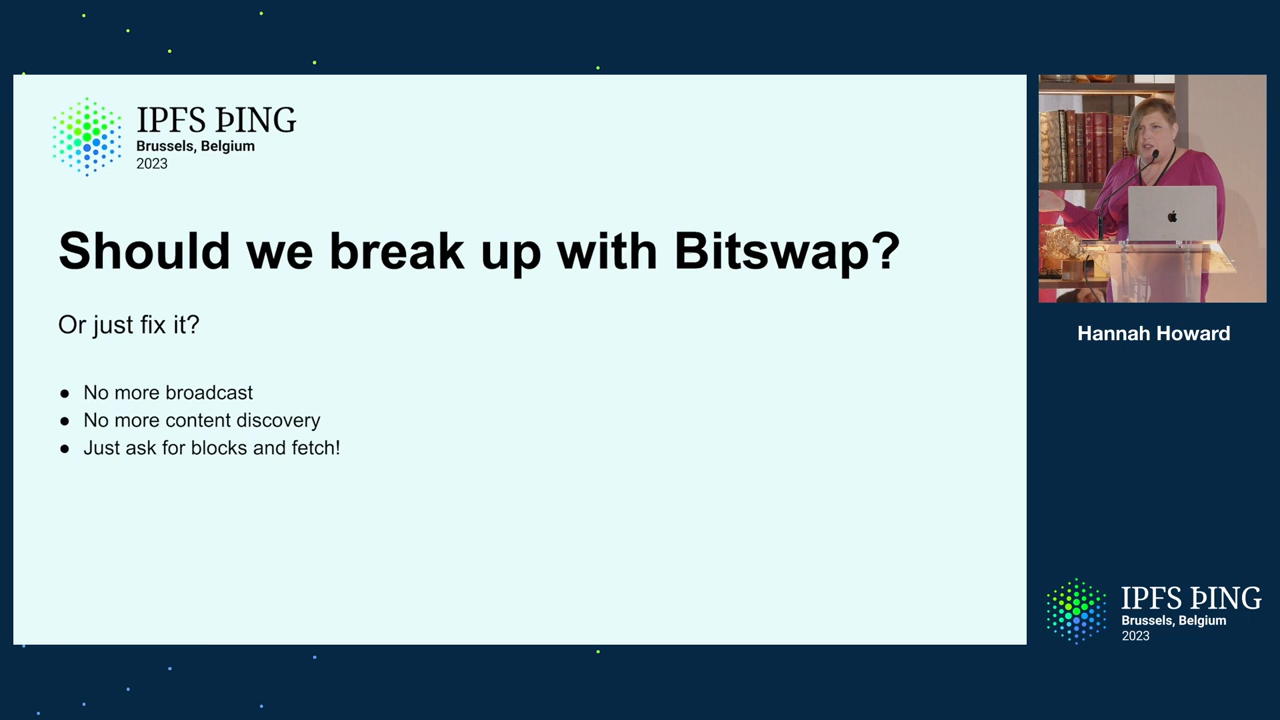 IPFS ÞING
Brussels, Belgium
2023
Should we break up with Bitswap?
Or just fix it?
● No more broadcast
● No more content discovery
● Just ask for blocks and fetch!
Hannah Howard
IPFS ÞING
Brussels, Belgium
2023